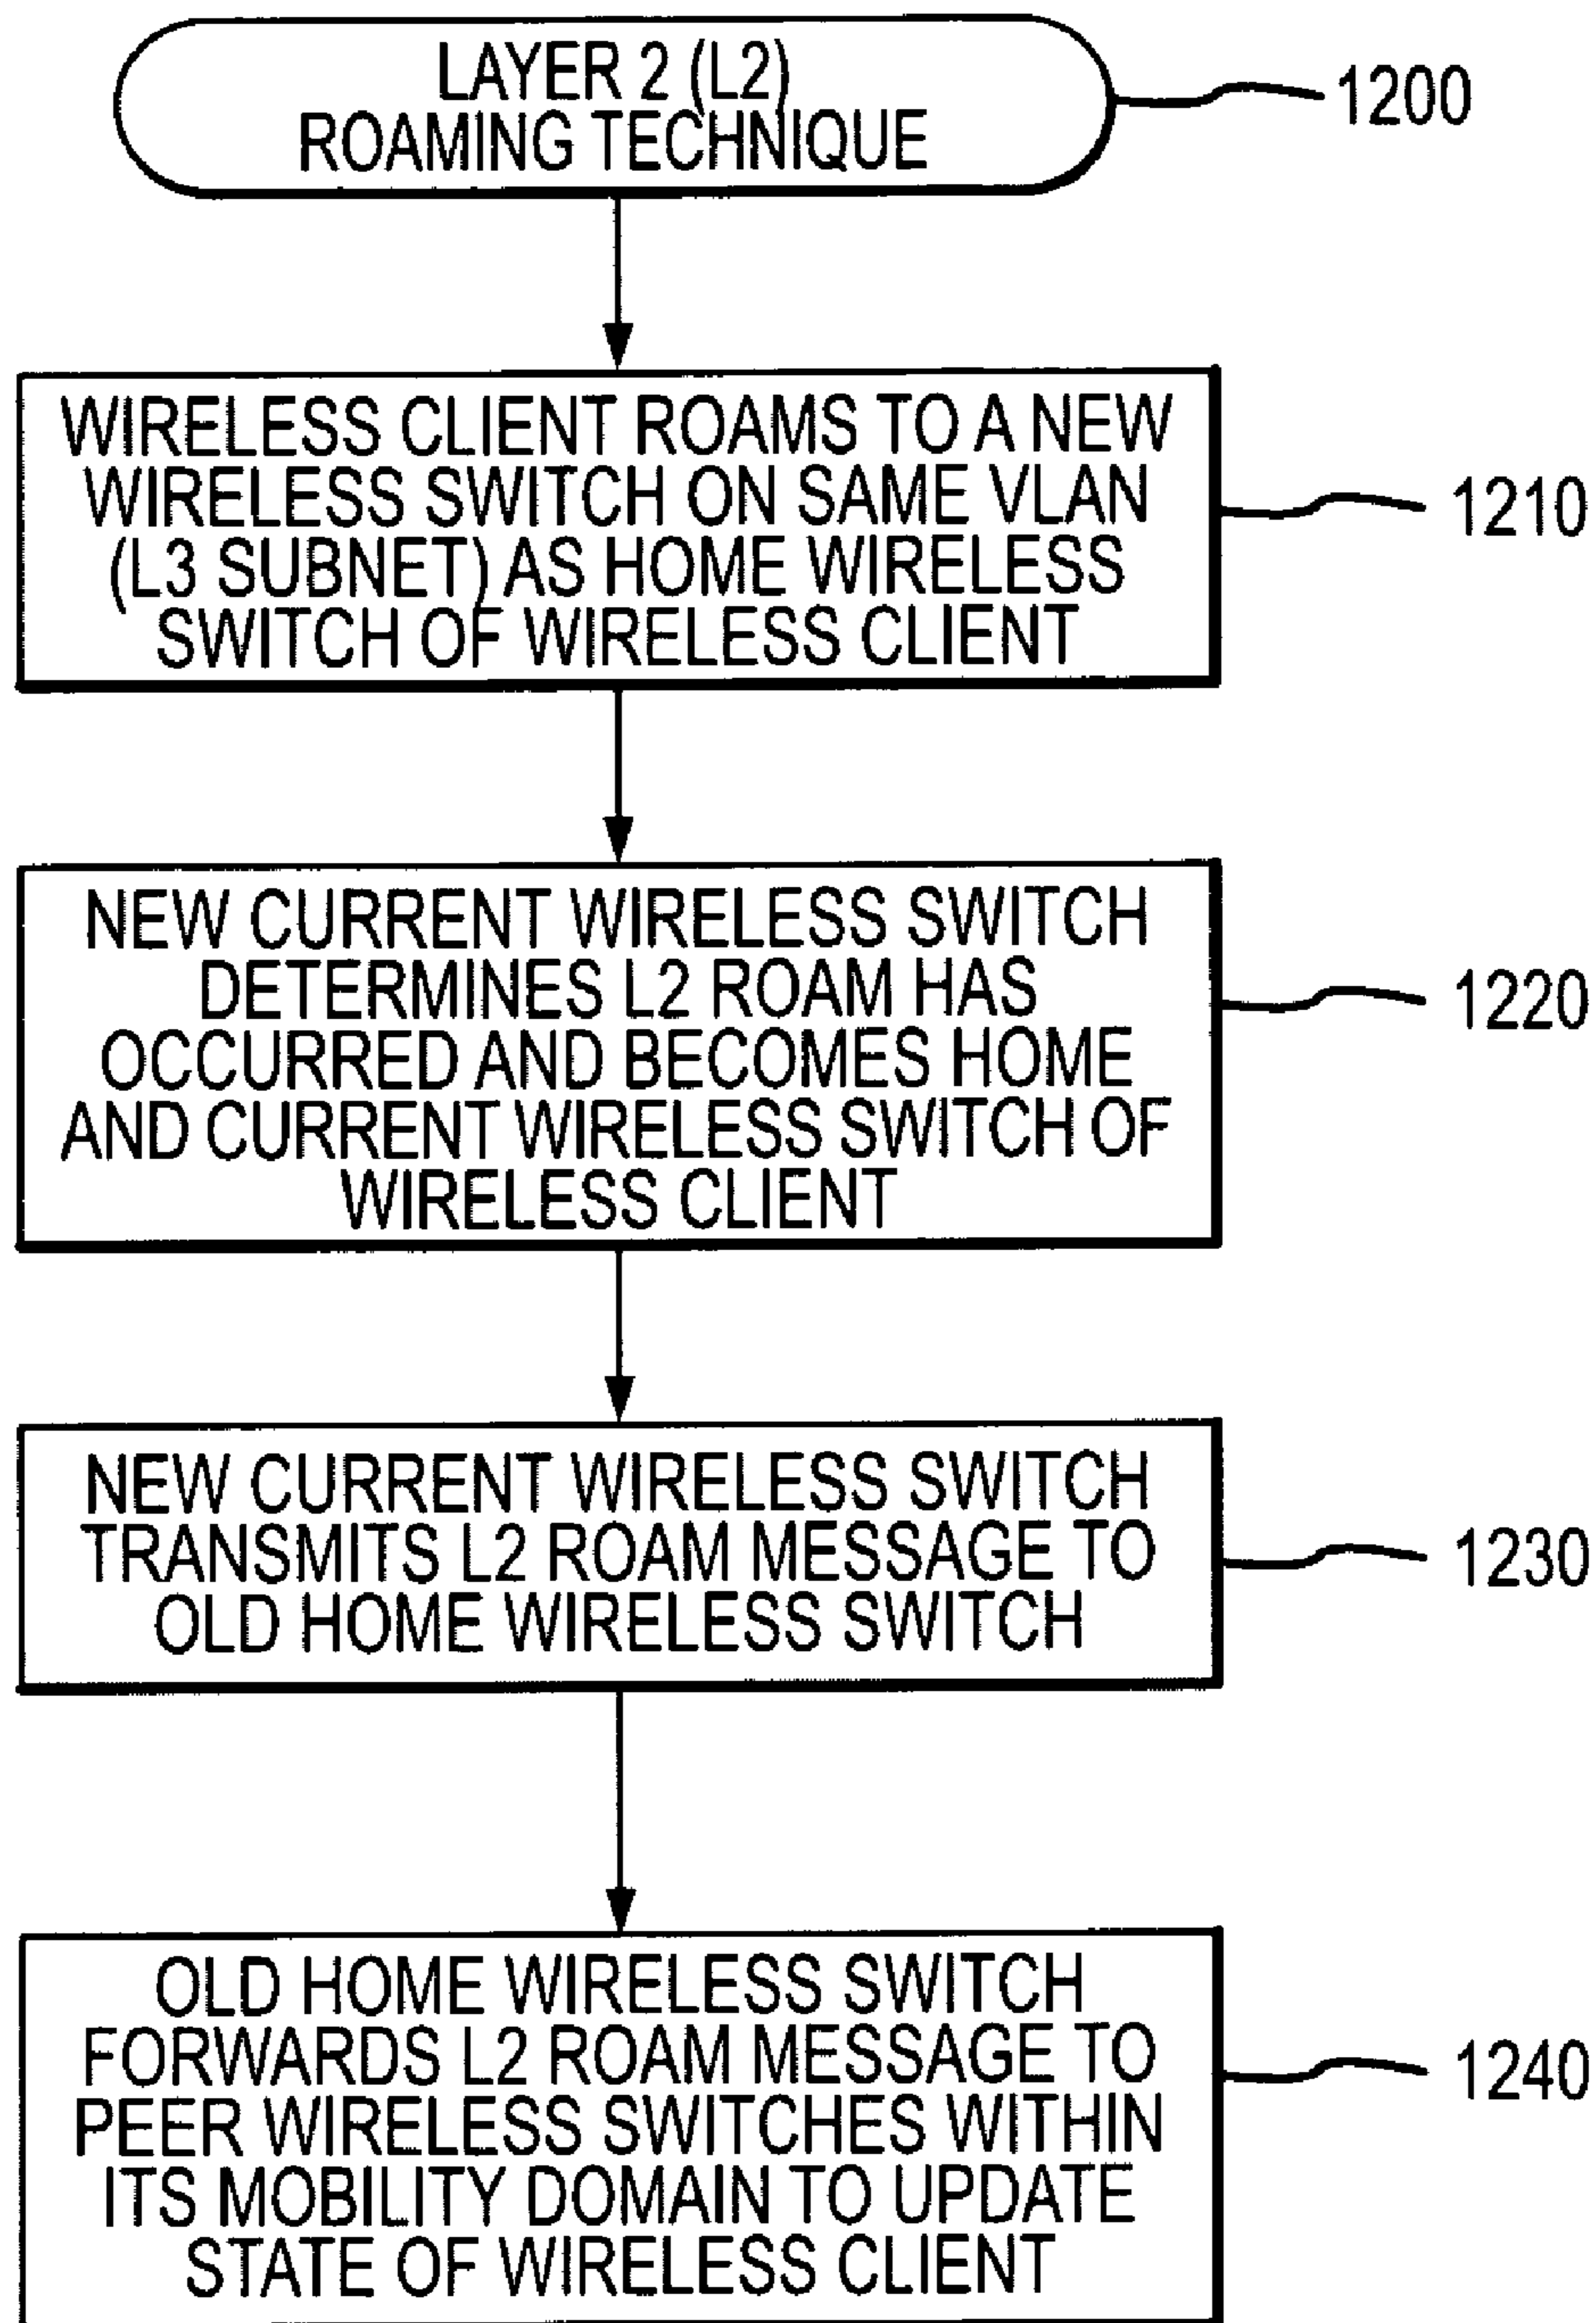 LAYER 2 (L2)
ROAMING TECHNIQUE
1200
WIRELESS CLIENT ROAMS TO A NEW
WIRELESS SWITCH ON SAME VLAN
(L3 SUBNET) AS HOME WIRELESS
SWITCH OF WIRELESS CLIENT
1210
NEW CURRENT WIRELESS SWITCH
DETERMINES L2 ROAM HAS
OCCURRED AND BECOMES HOME
AND CURRENT WIRELESS SWITCH OF
WIRELESS CLIENT
1220
NEW CURRENT WIRELESS SWITCH
TRANSMITS L2 ROAM MESSAGE TO
OLD HOME WIRELESS SWITCH
1230
OLD HOME WIRELESS SWITCH
FORWARDS L2 ROAM MESSAGE TO
PEER WIRELESS SWITCHES WITHIN
ITS MOBILITY DOMAIN TO UPDATE
STATE OF WIRELESS CLIENT
1240